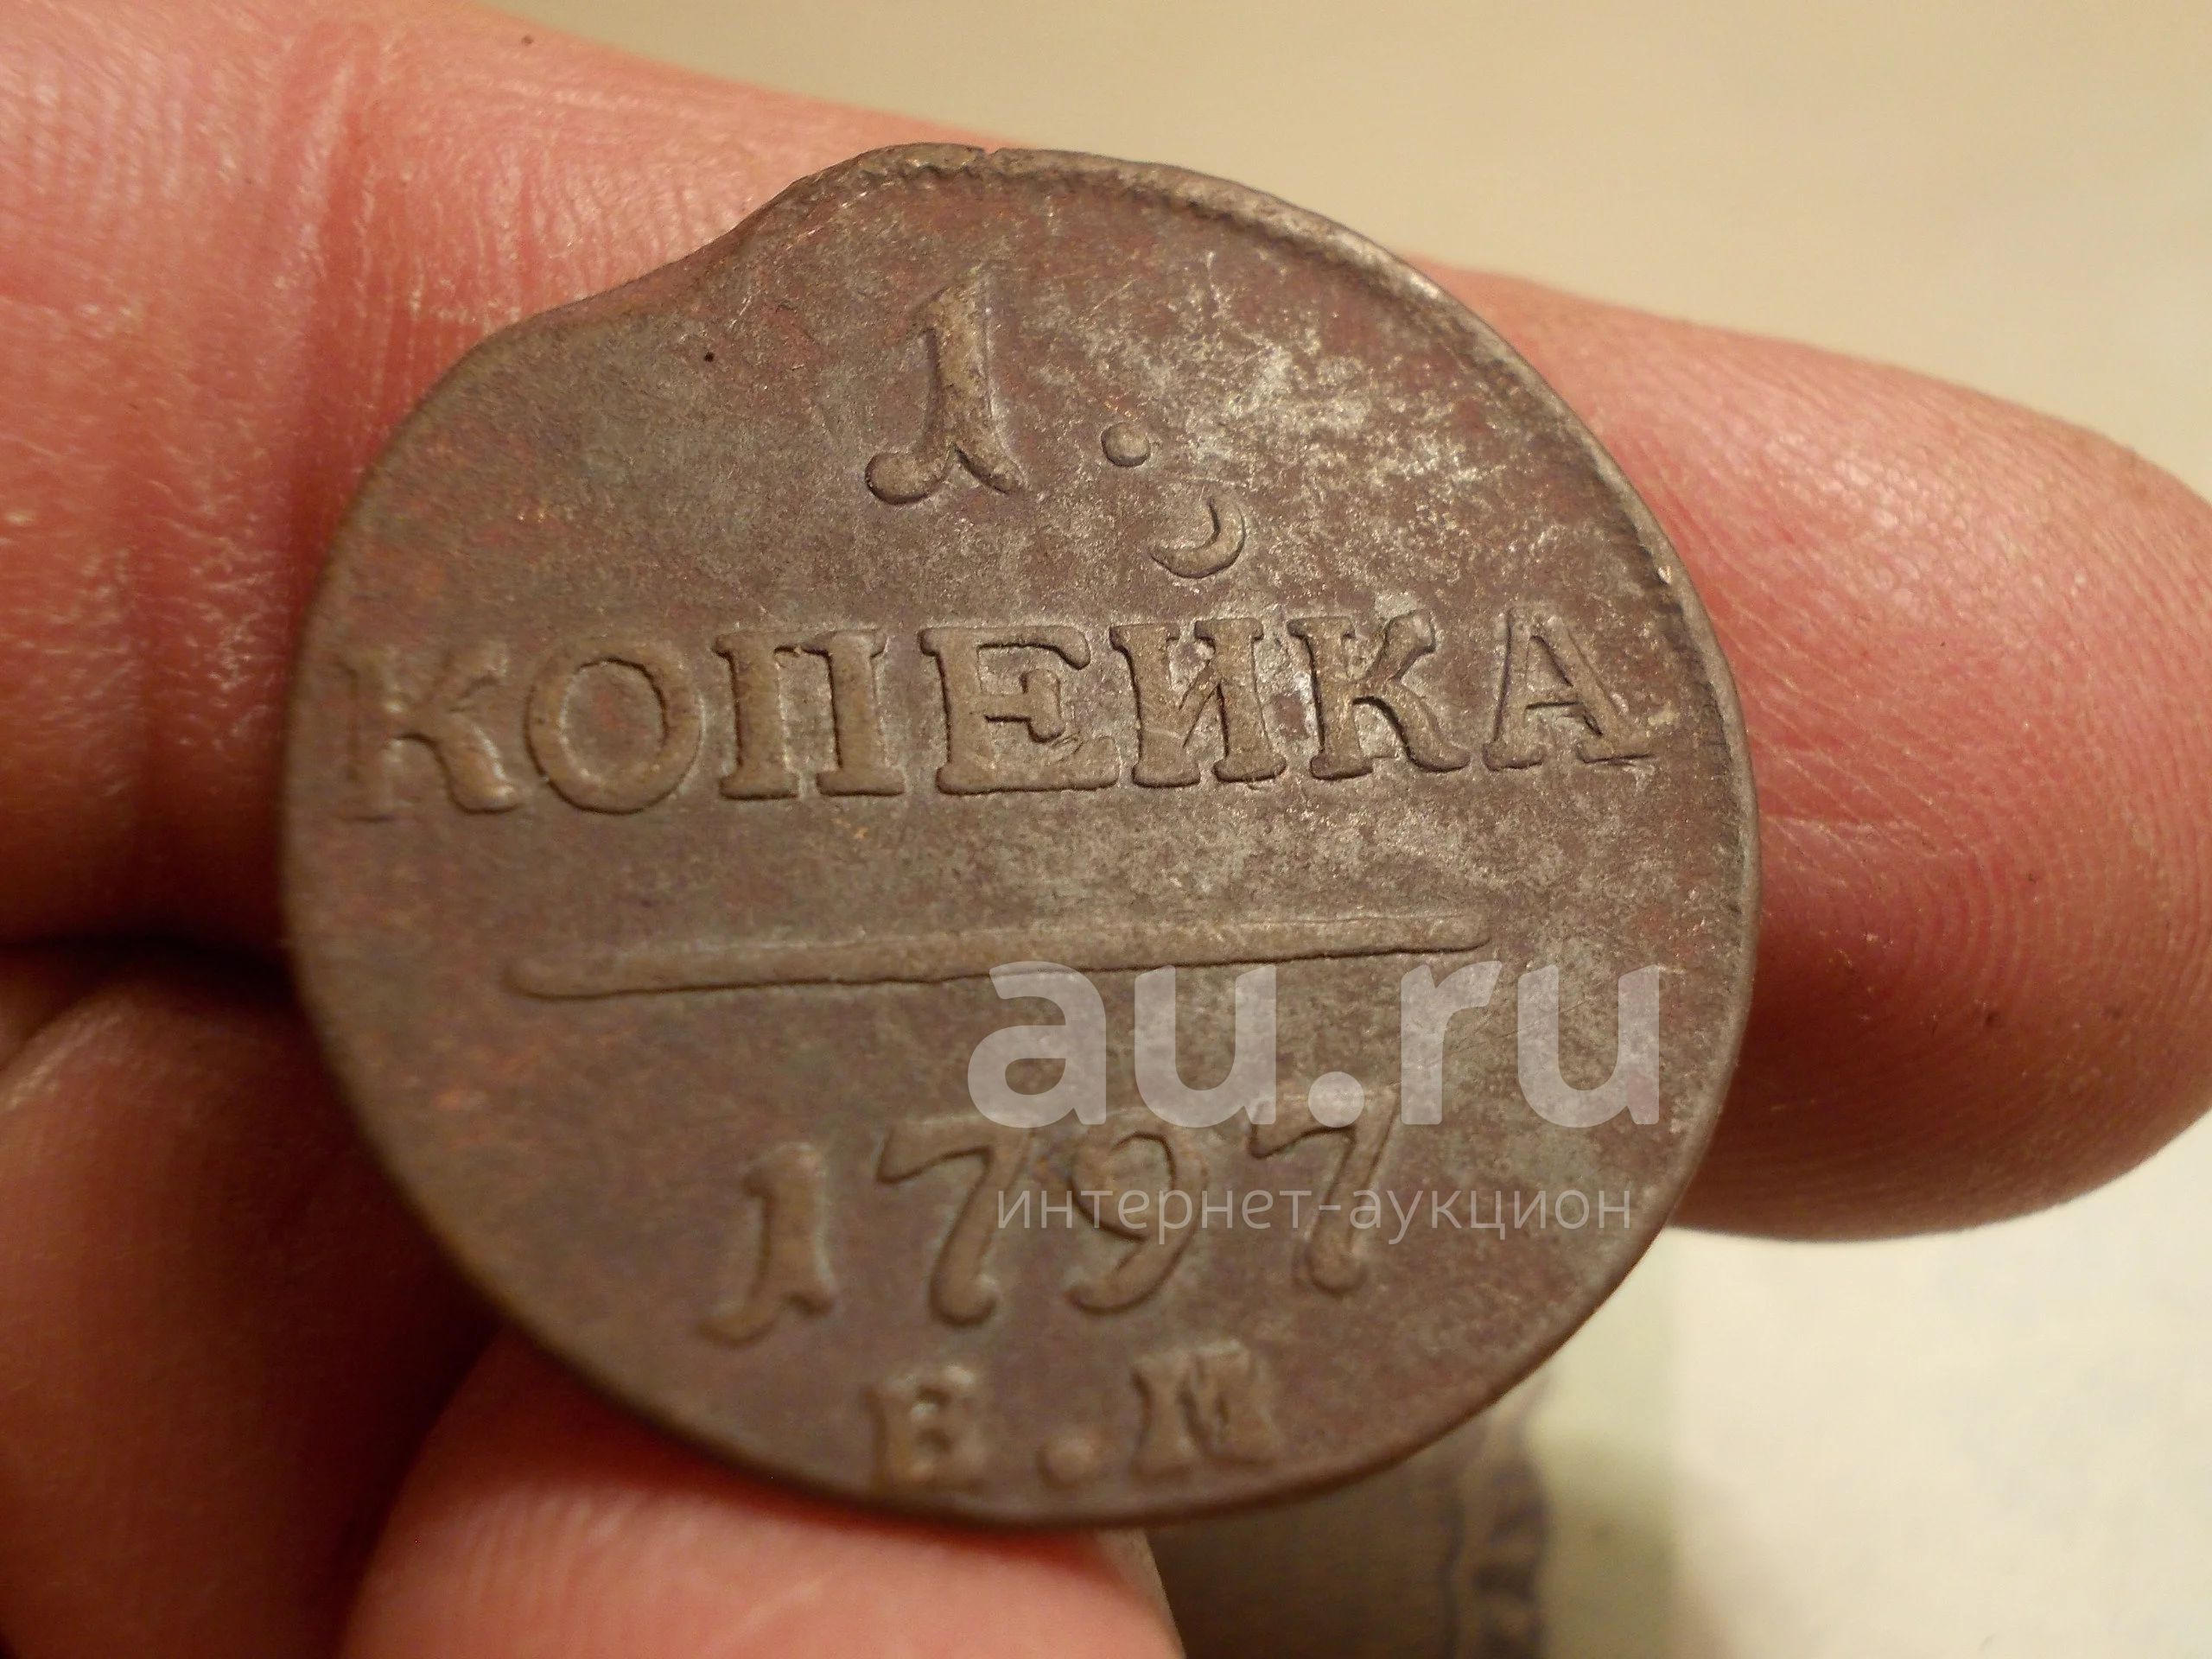 1.
КОПЕЙКА
1797
Е.М
au.ru
интернет-аукцион